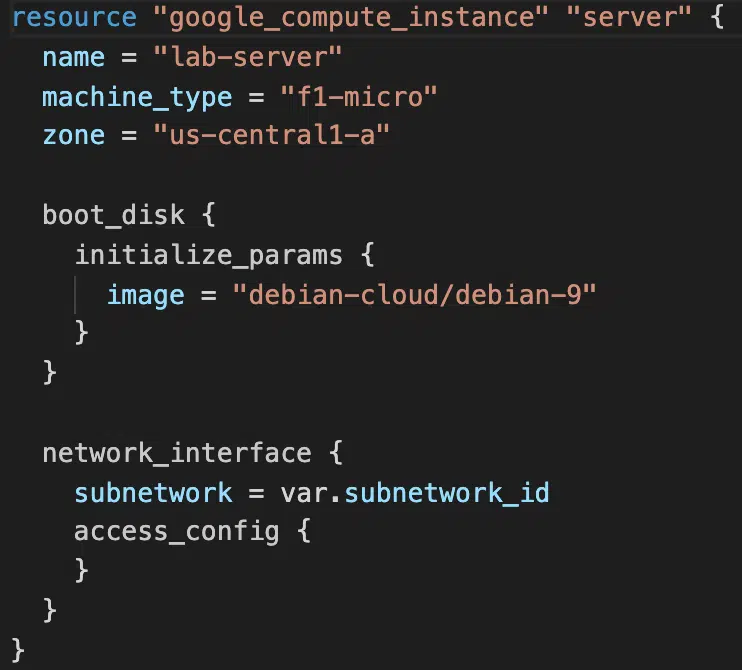 resource "google_compute_instance" "server" {
  name = "lab-server"
  machine_type = "f1-micro"
  zone = "us-central1-a"

  boot_disk {
    initialize_params {
      image = "debian-cloud/debian-9"
    }
  }

  network_interface {
    subnetwork = var.subnetwork_id
    access_config {
    }
  }
}